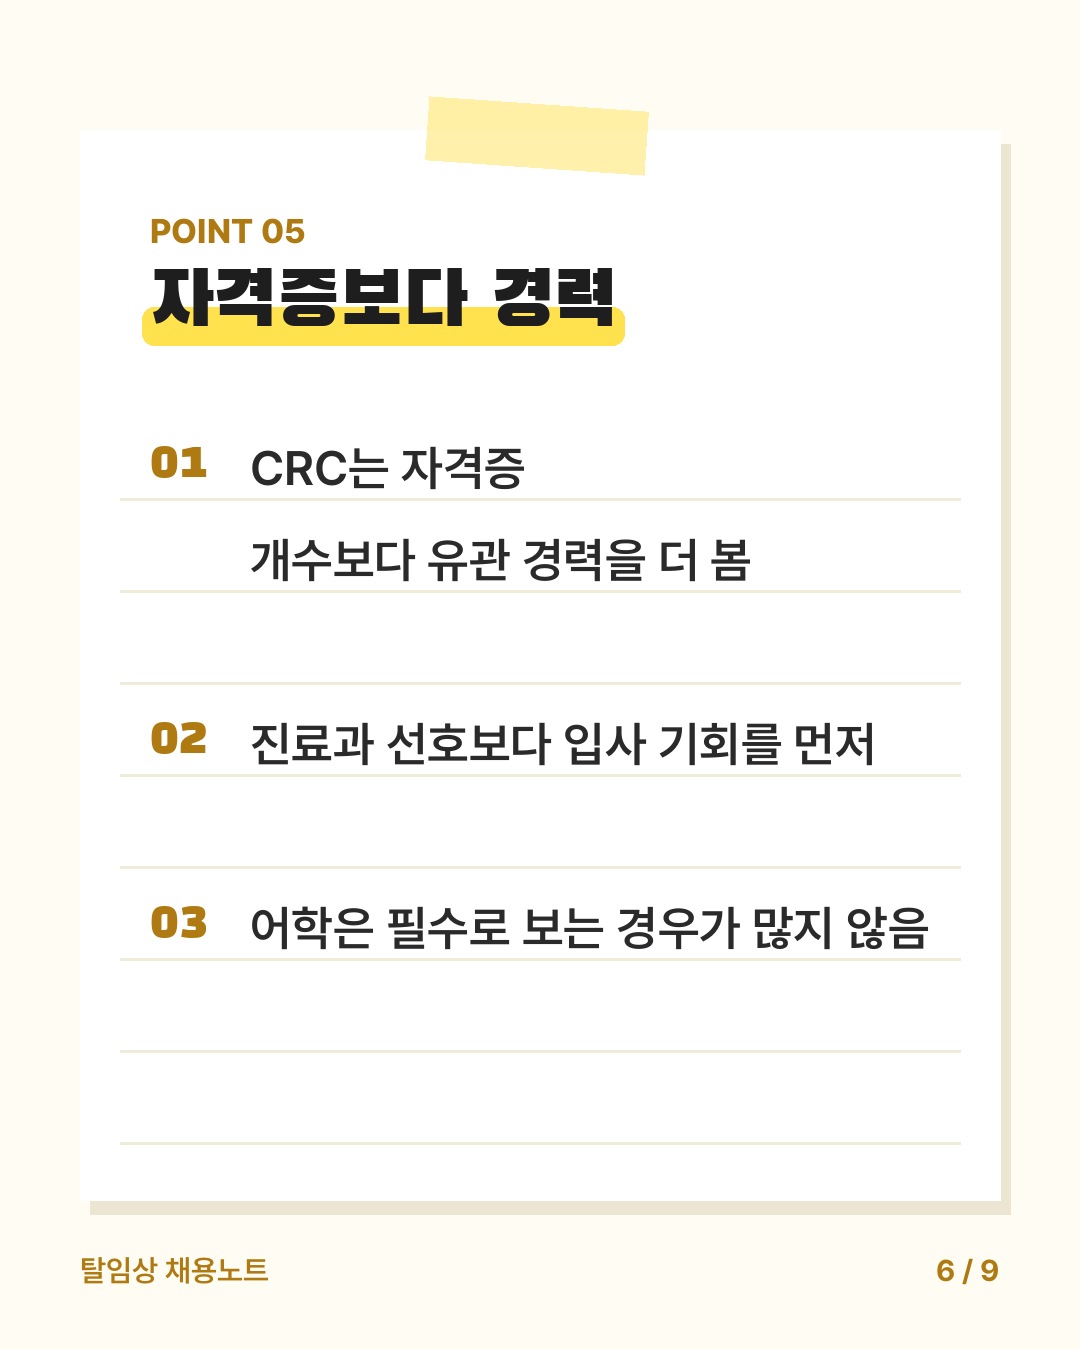 POINT 05
자격증보다 경력
01 CRC는 자격증
개수보다 유관 경력을 더 봄
02 진료과 선호보다 입사 기회를 먼저
03 어학은 필수로 보는 경우가 많지 않음
탈임상 채용노트
6 / 9